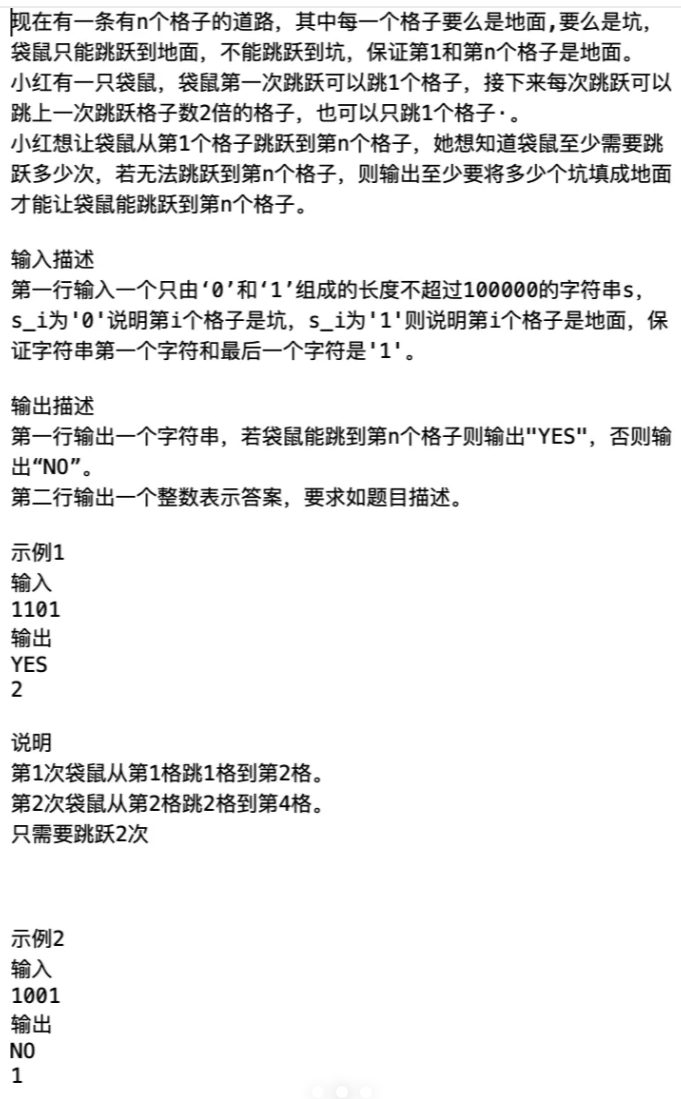 现在有一条有n个格子的道路，其中每一个格子要么是地面,要么是坑，
袋鼠只能跳跃到地面，不能跳跃到坑，保证第1和第n个格子是地面。
小红有一只袋鼠，袋鼠第一次跳跃可以跳1个格子，接下来每次跳跃可以
跳上一次跳跃格子数2倍的格子，也可以只跳1个格子·。
小红想让袋鼠从第1个格子跳跃到第n个格子，她想知道袋鼠至少需要跳
跃多少次，若无法跳跃到第n个格子，则输出至少要将多少个坑填成地面
才能让袋鼠能跳跃到第n个格子。
输入描述
第一行输入一个只由‘0’和‘1’组成的长度不超过100000的字符串s，
s_i为'0'说明第i个格子是坑，s_i为'1'则说明第i个格子是地面，保
证字符串第一个字符和最后一个字符是'1'。
输出描述
第一行输出一个字符串，若袋鼠能跳到第n个格子则输出"YES"，否则输
出“NO”。
第二行输出一个整数表示答案，要求如题目描述。
示例1
输入
1101
输出
YES
2
说明
第1次袋鼠从第1格跳1格到第2格。
第2次袋鼠从第2格跳2格到第4格。
只需要跳跃2次
示例2
输入
1001
输出
NO
1